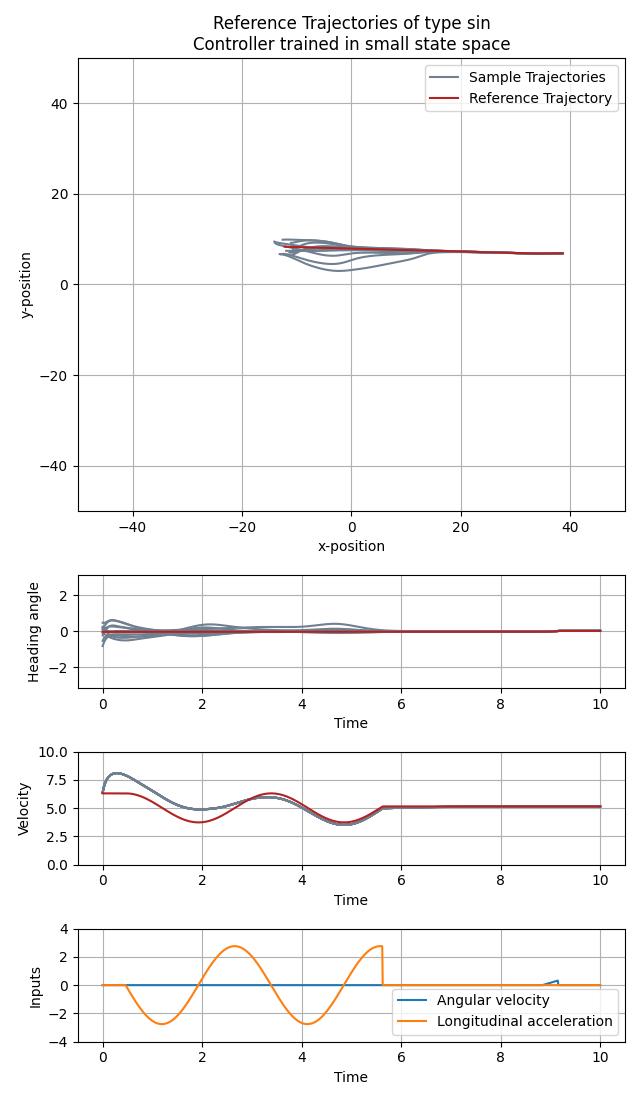 Reference Trajectories of type sin
Controller trained in small state space
Sample Trajectories
Reference Trajectory
40
20
0
−20
−40
y-position
−40 −20 0 20 40
x-position
2
0
−2
Heading angle
0 2 4 6 8 10
Time
10.0
7.5
5.0
2.5
0.0
Velocity
0 2 4 6 8 10
Time
4
2
0
−2
−4
Inputs
Angular velocity
Longitudinal acceleration
0 2 4 6 8 10
Time